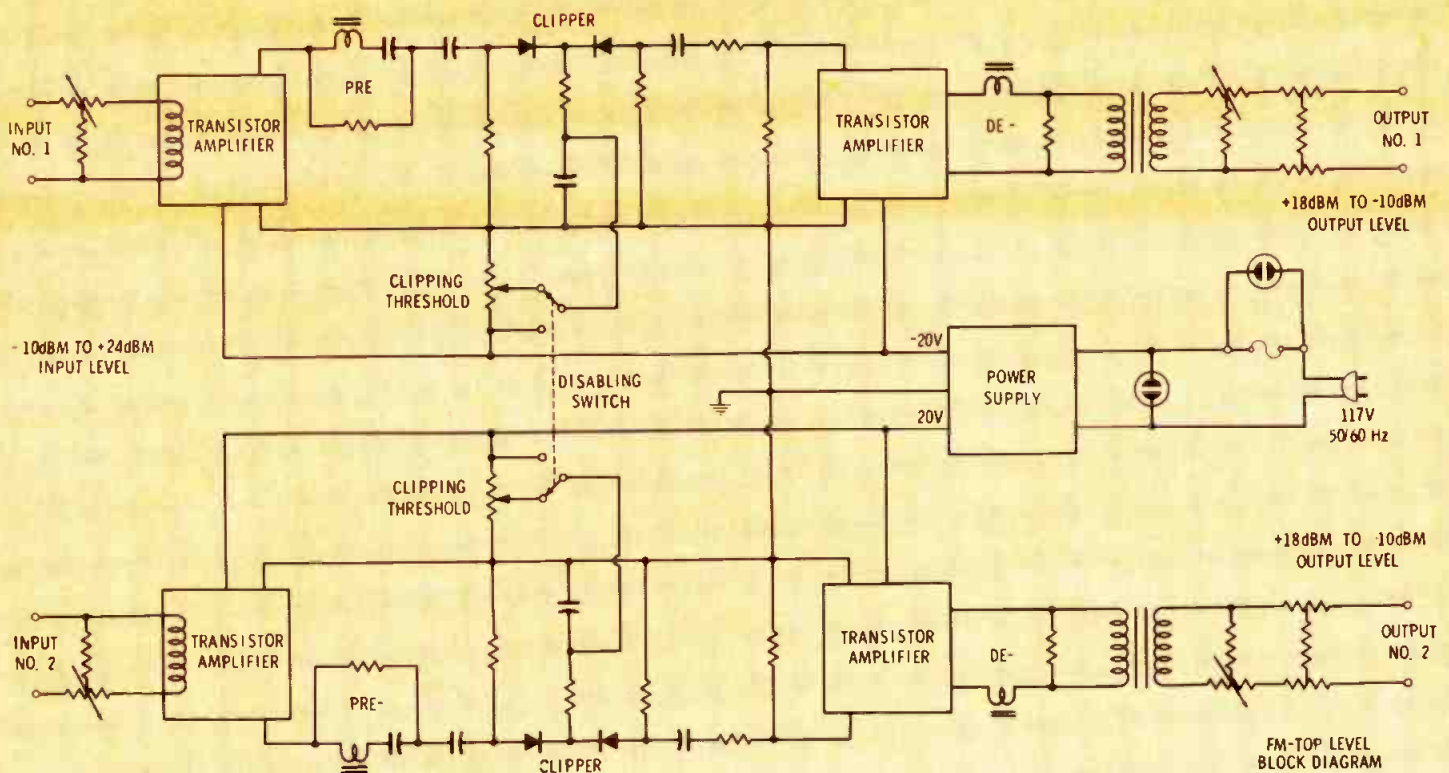 CLIPPER
PRE
INPUT
NO. 1
TRANSISTOR
AMPLIFIER
TRANSISTOR
AMPLIFIER
DE-
OUTPUT
NO. 1
+18dBM TO -10dBM
OUTPUT LEVEL
CLIPPING
THRESHOLD
-10dBM TO +24dBM
INPUT LEVEL
DISABLING
SWITCH
-20V
20V
POWER
SUPPLY
117V
50/60 Hz
CLIPPING
THRESHOLD
+18dBM TO -10dBM
OUTPUT LEVEL
INPUT
NO. 2
TRANSISTOR
AMPLIFIER
PRE-
TRANSISTOR
AMPLIFIER
DE-
OUTPUT
NO. 2
CLIPPER
FM-TOP LEVEL
BLOCK DIAGRAM